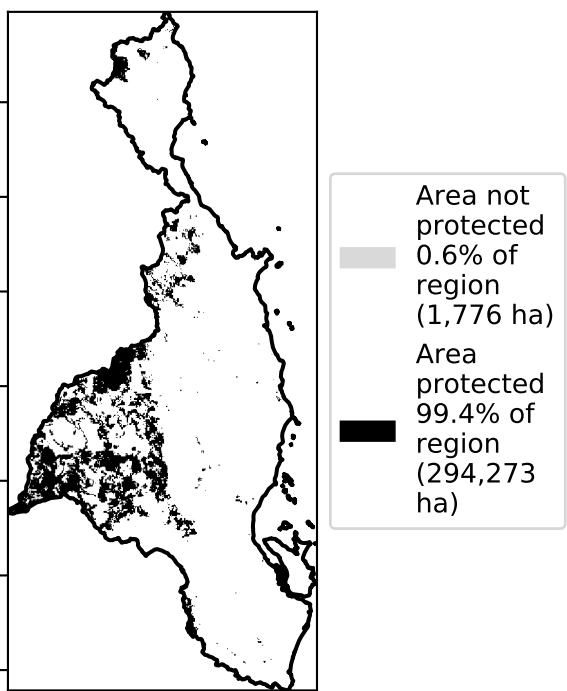 Area not
protected
0.6% of
region
(1,776 ha)
Area
protected
99.4% of
region
(294,273
ha)